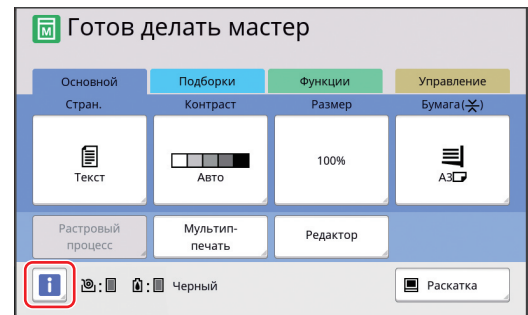 M Готов делать мастер
Основной Подборки Функции Управление
Стран. Контраст Размер Бумага( )
Текст Авто 100% A3
Растровый
процесс
Мультип-
печать
Редактор
i : : Черный Раскатка